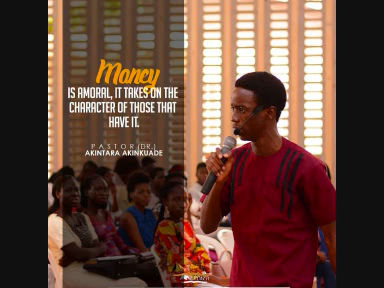 Money
IS AMORAL, IT TAKES ON THE
CHARACTER OF THOSE THAT
HAVE IT.
PASTOR (DR.)
AKINTARA AKINKUADE